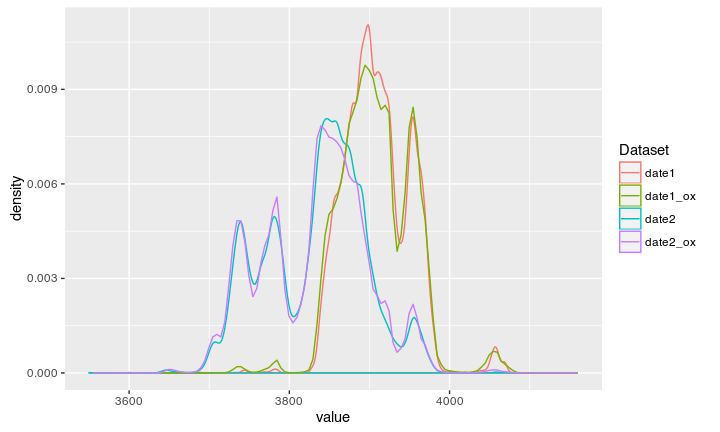 0.009
0.006
0.003
0.000
density
3600
3800
4000
value
Dataset
date1
date1_ox
date2
date2_ox